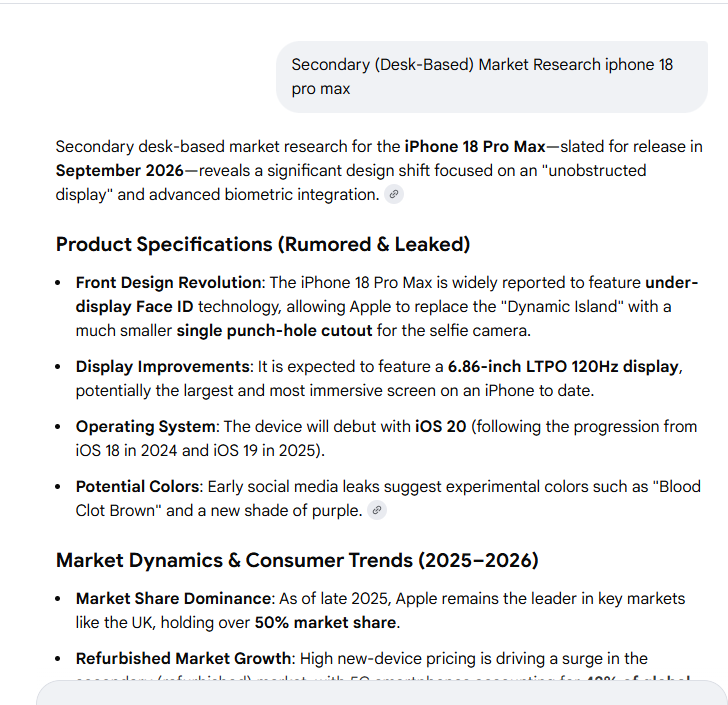 Secondary (Desk-Based) Market Research iphone 18
pro max
Secondary desk-based market research for the iPhone 18 Pro Max—slated for release in
September 2026—reveals a significant design shift focused on an "unobstructed
display" and advanced biometric integration.
Product Specifications (Rumored & Leaked)
• Front Design Revolution: The iPhone 18 Pro Max is widely reported to feature under-
display Face ID technology, allowing Apple to replace the "Dynamic Island" with a
much smaller single punch-hole cutout for the selfie camera.
• Display Improvements: It is expected to feature a 6.86-inch LTPO 120Hz display,
potentially the largest and most immersive screen on an iPhone to date.
• Operating System: The device will debut with iOS 20 (following the progression from
iOS 18 in 2024 and iOS 19 in 2025).
• Potential Colors: Early social media leaks suggest experimental colors such as "Blood
Clot Brown" and a new shade of purple.
Market Dynamics & Consumer Trends (2025–2026)
• Market Share Dominance: As of late 2025, Apple remains the leader in key markets
like the UK, holding over 50% market share.
• Refurbished Market Growth: High new-device pricing is driving a surge in the